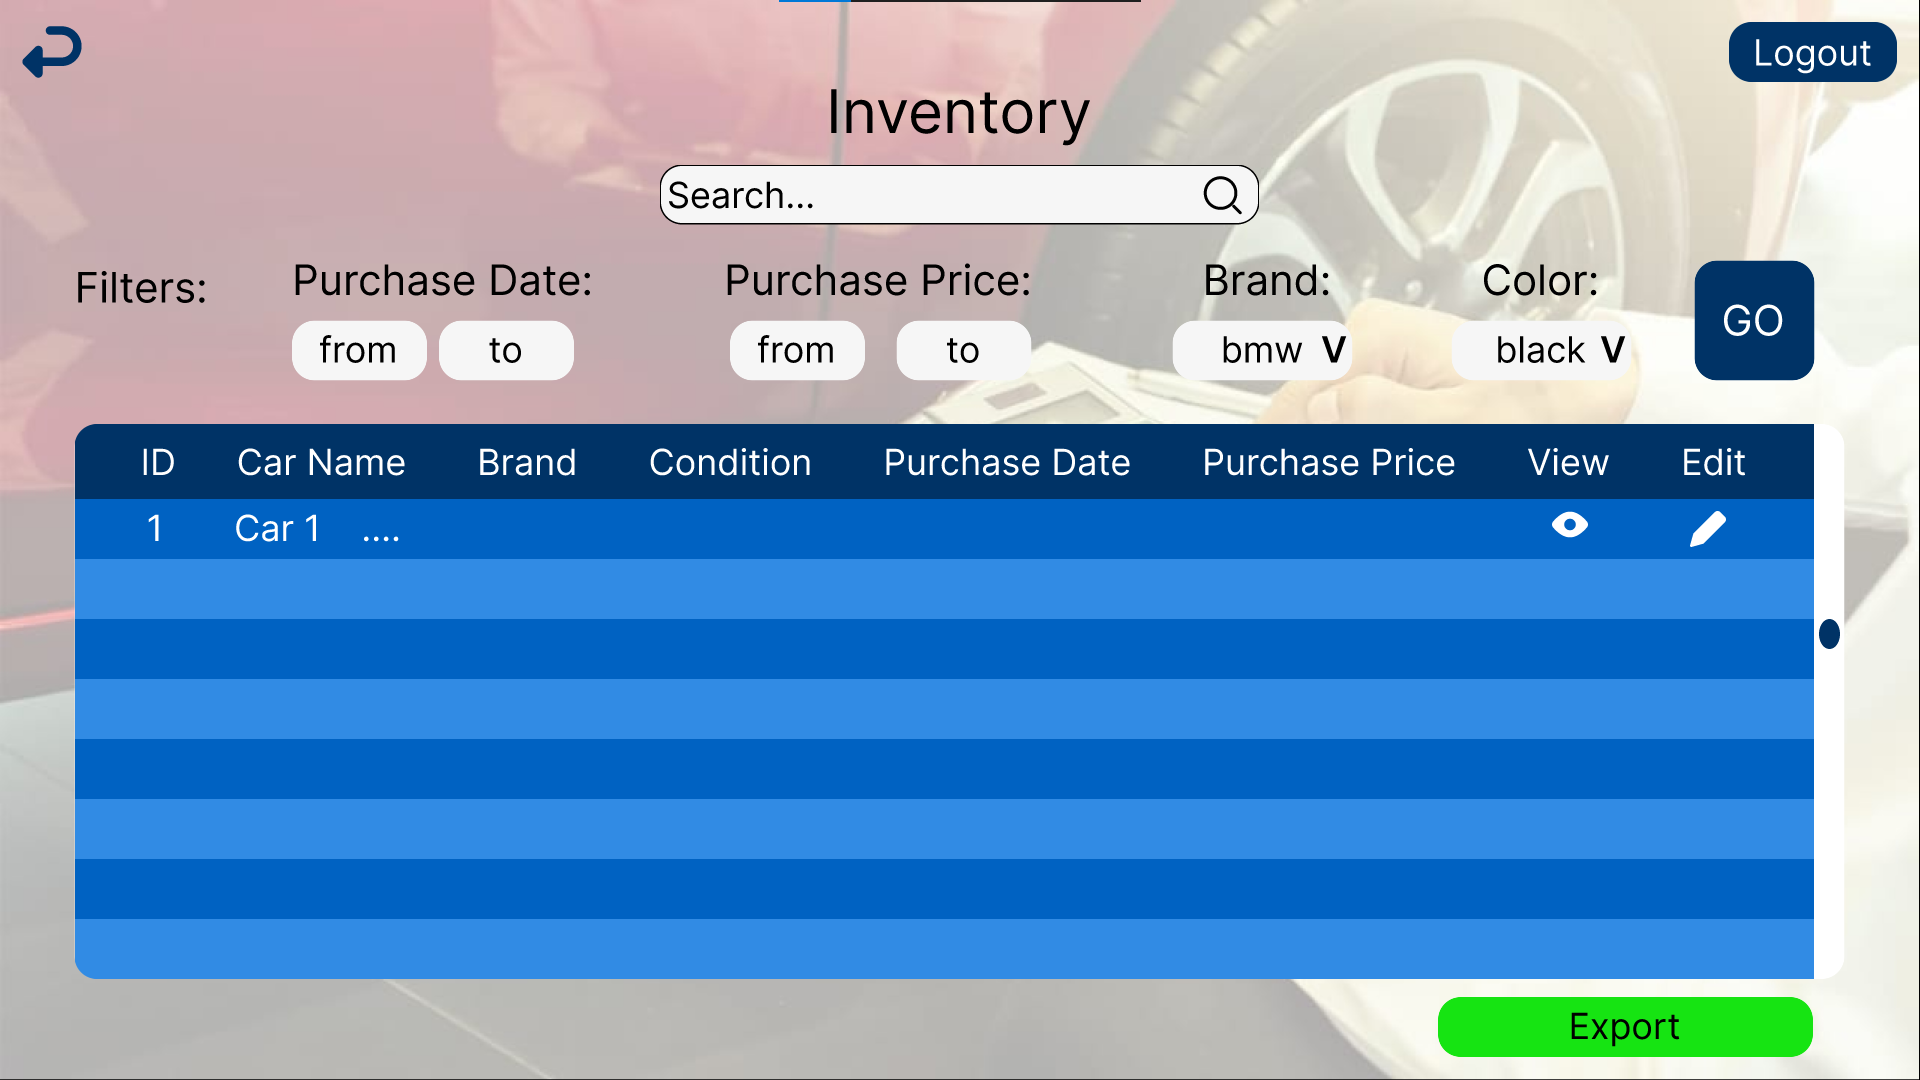 Logout
Inventory
Search...
Filters: Purchase Date: Purchase Price: Brand: Color:
from to from to bmw V black V
GO
ID Car Name Brand Condition Purchase Date Purchase Price View Edit
1 Car 1 ....
Export